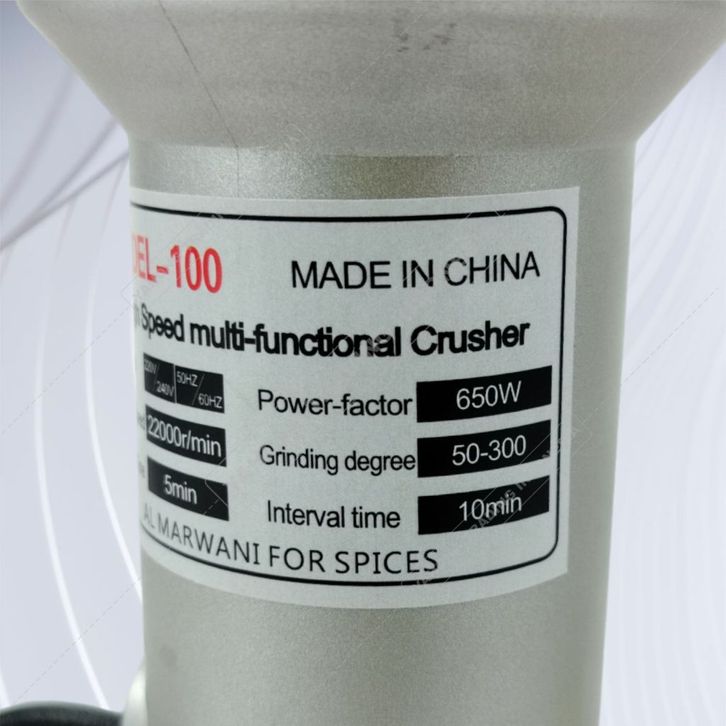 DEL-100
MADE IN CHINA
Speed multi-functional Crusher
220V/240V 50HZ/60HZ
Power-factor 650W
22000r/min
Grinding degree 50-300
5min
Interval time 10min
AL MARWANI FOR SPICES